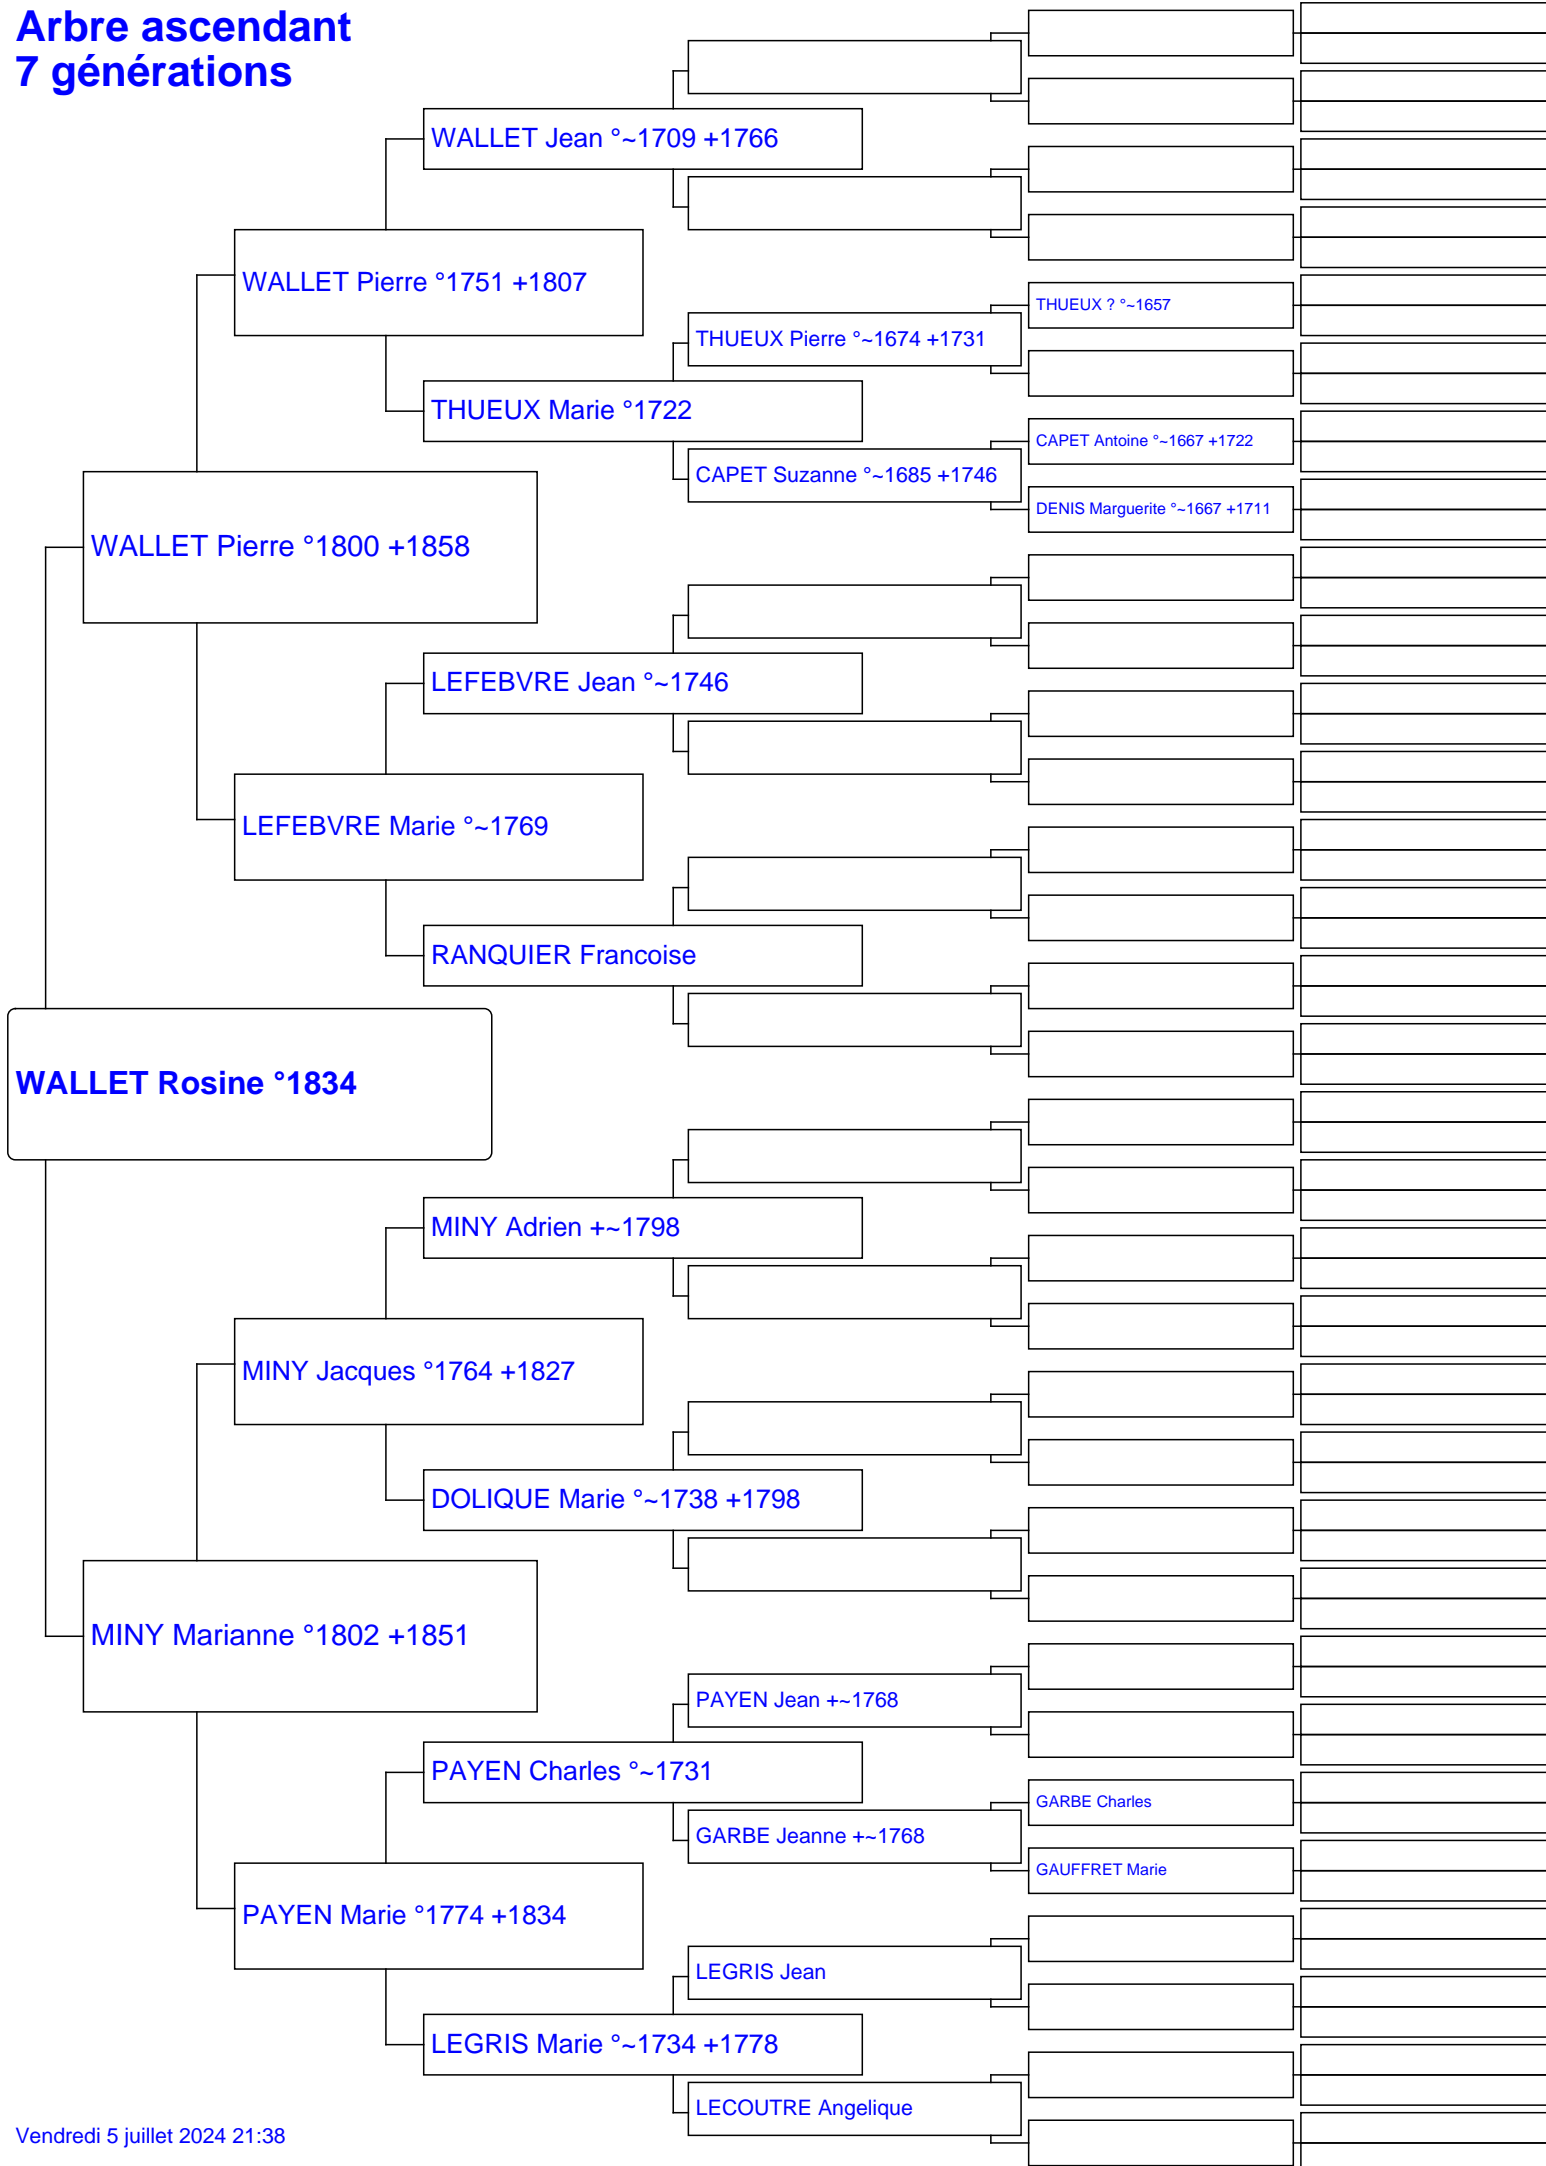 Arbre ascendant
7 générations
WALLET Jean °~1709 +1766
WALLET Pierre °1751 +1807
THUEUX ? °~1657
THUEUX Pierre °~1674 +1731
THUEUX Marie °1722
CAPET Antoine °~1667 +1722
CAPET Suzanne °~1685 +1746
DENIS Marguerite °~1667 +1711
WALLET Pierre °1800 +1858
LEFEBVRE Jean °~1746
LEFEBVRE Marie °~1769
RANQUIER Francoise
WALLET Rosine °1834
MINY Adrien +~1798
MINY Jacques °1764 +1827
DOLIQUE Marie °~1738 +1798
MINY Marianne °1802 +1851
PAYEN Jean +~1768
PAYEN Charles °~1731
GARBE Charles
GARBE Jeanne +~1768
GAUFFRET Marie
PAYEN Marie °1774 +1834
LEGRIS Jean
LEGRIS Marie °~1734 +1778
LECOUTRE Angelique
Vendredi 5 juillet 2024 21:38